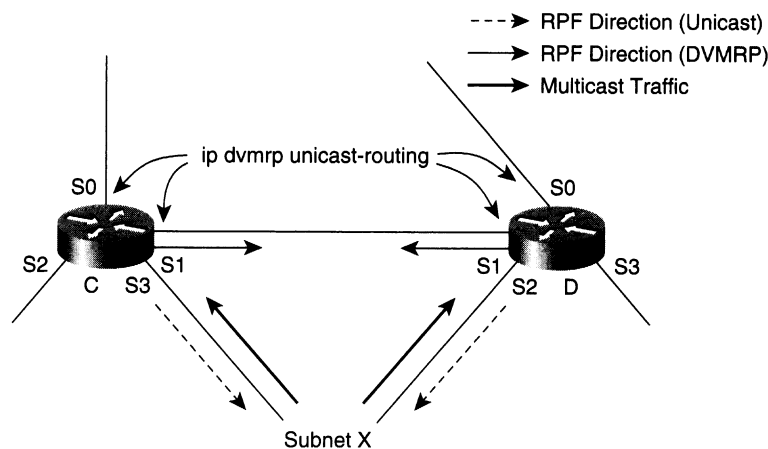 RPF Direction (Unicast)
RPF Direction (DVMRP)
Multicast Traffic
ip dvmrp unicast-routing
S0
S0
S2
C
S3
S1
S1
S2
D
S3
Subnet X